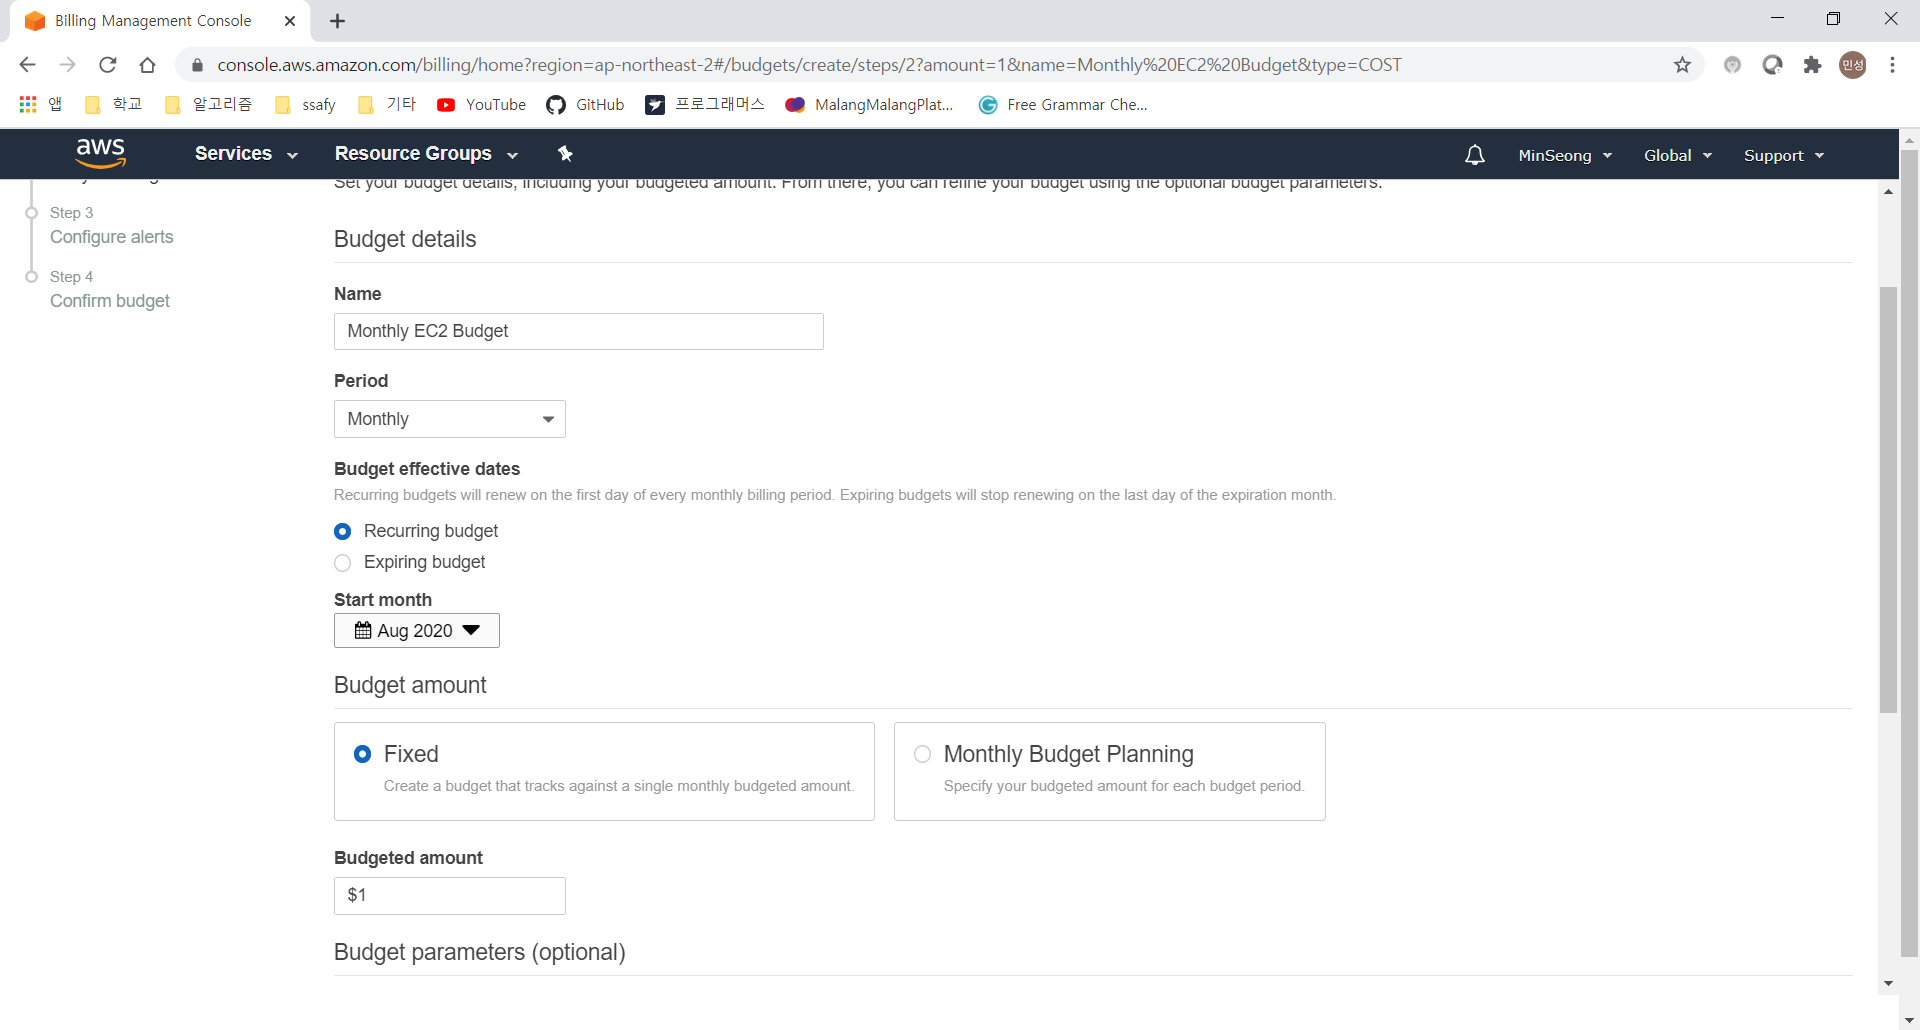 Billing Management Console
console.aws.amazon.com/billing/home?region=ap-northeast-2#/budgets/create/steps/2?amount=1&name=Monthly%20EC2%20Budget&type=COST
민성
앱 학교 알고리즘 ssafy 기타 YouTube GitHub 프로그래머스 MalangMalangPlat... Free Grammar Che...
aws Services Resource Groups MinSeong Global Support
Set your budget details, including your budgeted amount. From there, you can refine your budget using the optional budget parameters.
Step 3
Configure alerts
Step 4
Confirm budget
Budget details
Name
Monthly EC2 Budget
Period
Monthly
Budget effective dates
Recurring budgets will renew on the first day of every monthly billing period. Expiring budgets will stop renewing on the last day of the expiration month.
Recurring budget
Expiring budget
Start month
Aug 2020
Budget amount
Fixed
Create a budget that tracks against a single monthly budgeted amount.
Monthly Budget Planning
Specify your budgeted amount for each budget period.
Budgeted amount
$1
Budget parameters (optional)